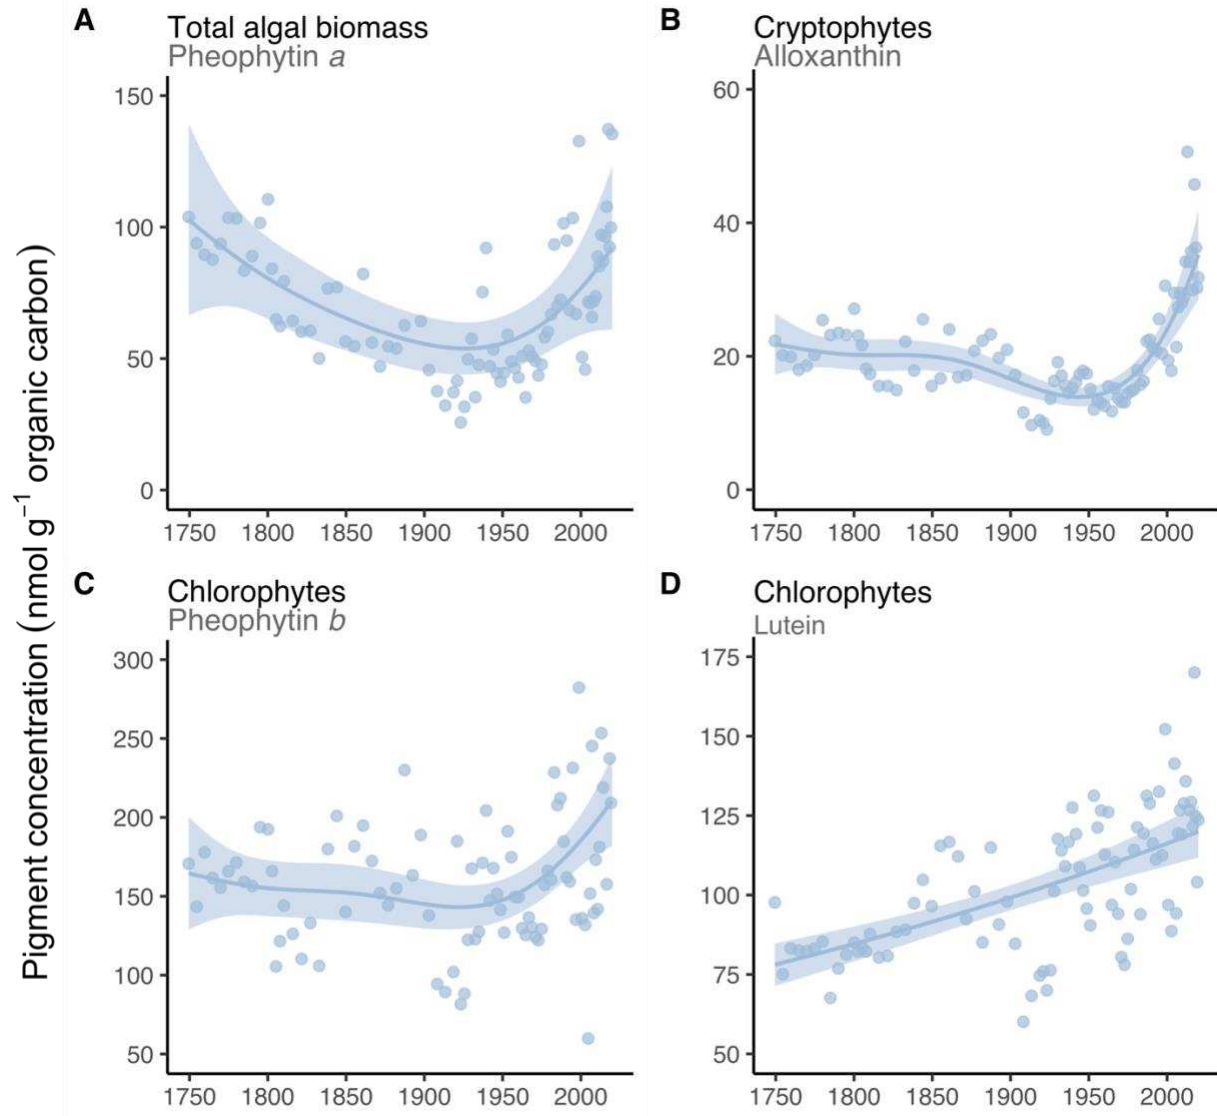 Pigment concentration (nmol g⁻¹ organic carbon)
A
Total algal biomass
Pheophytin a
150
100
50
0
1750 1800 1850 1900 1950 2000
B
Cryptophytes
Alloxanthin
60
40
20
0
1750 1800 1850 1900 1950 2000
C
Chlorophytes
Pheophytin b
300
250
200
150
100
50
1750 1800 1850 1900 1950 2000
D
Chlorophytes
Lutein
175
150
125
100
75
50
1750 1800 1850 1900 1950 2000